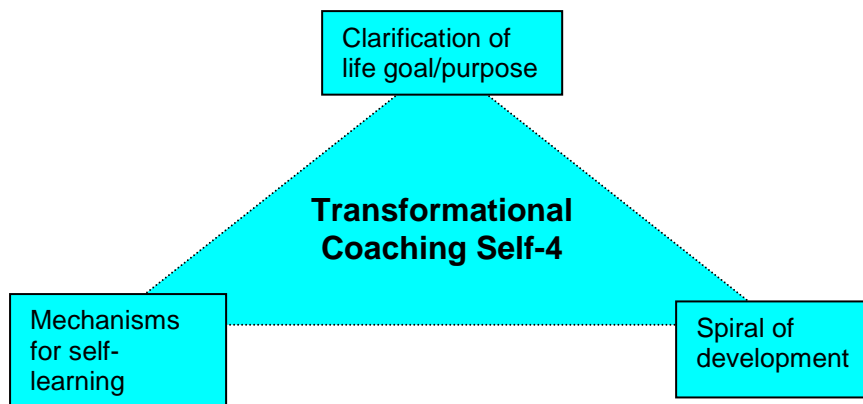 Clarification of
life goal/purpose
Transformational
Coaching Self-4
Mechanisms
for self-
learning
Spiral of
development